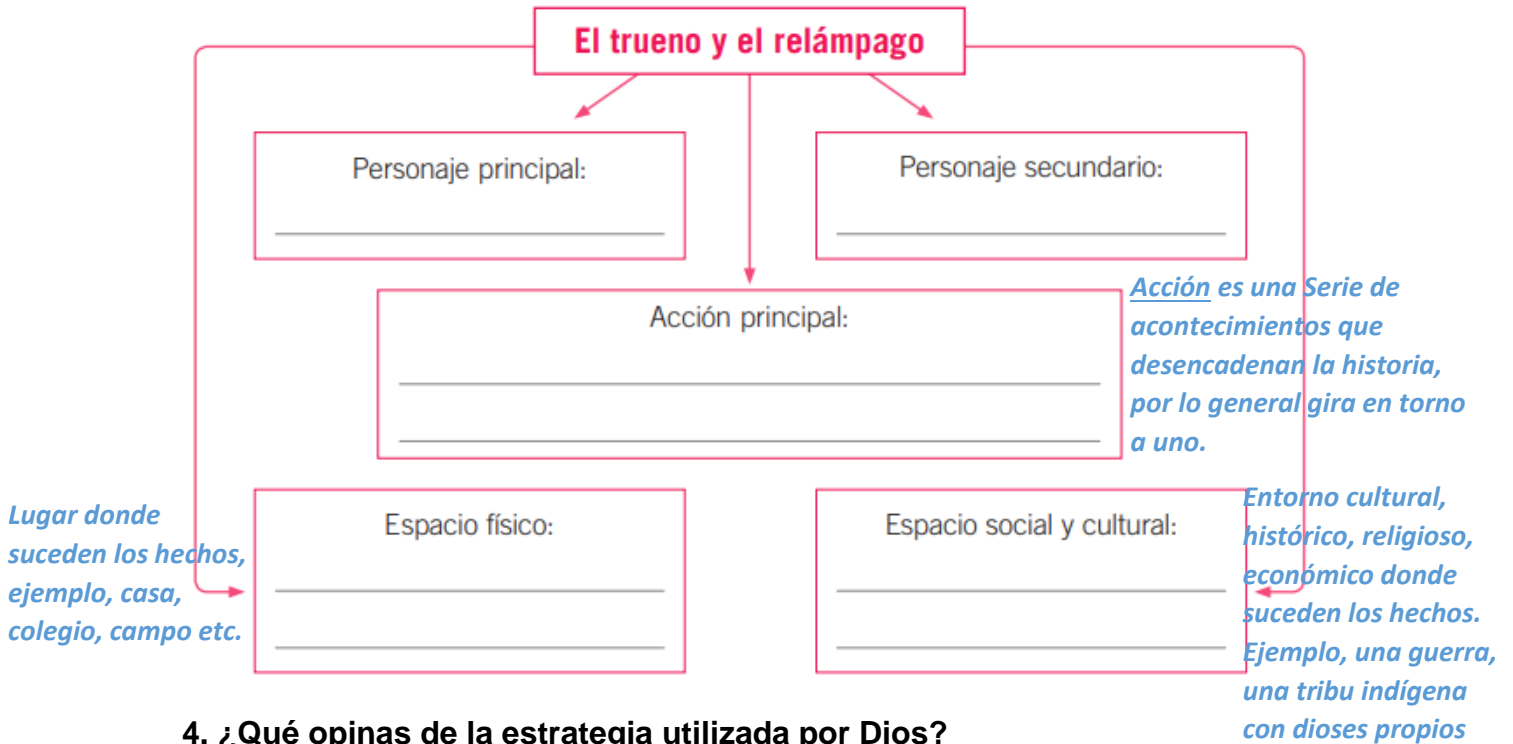 El trueno y el relámpago
Personaje principal:
Personaje secundario:
Acción principal:
Acción es una Serie de
acontecimientos que
desencadenan la historia,
por lo general gira en torno
a uno.
Lugar donde
suceden los hechos,
ejemplo, casa,
colegio, campo etc.
Espacio físico:
Espacio social y cultural:
Entorno cultural,
histórico, religioso,
económico donde
suceden los hechos.
Ejemplo, una guerra,
una tribu indígena
con dioses propios
4. ¿Qué opinas de la estrategia utilizada por Dios?